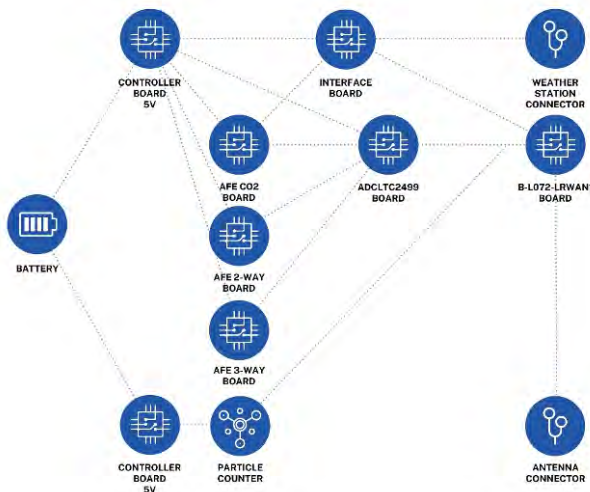 CONTROLLER
BOARD
5V
INTERFACE
BOARD
WEATHER
STATION
CONNECTOR
AFE CO2
BOARD
ADCLTC2499
BOARD
B-L072-LRWAN1
BOARD
BATTERY
AFE 2-WAY
BOARD
AFE 3-WAY
BOARD
CONTROLLER
BOARD
5V
PARTICLE
COUNTER
ANTENNA
CONNECTOR